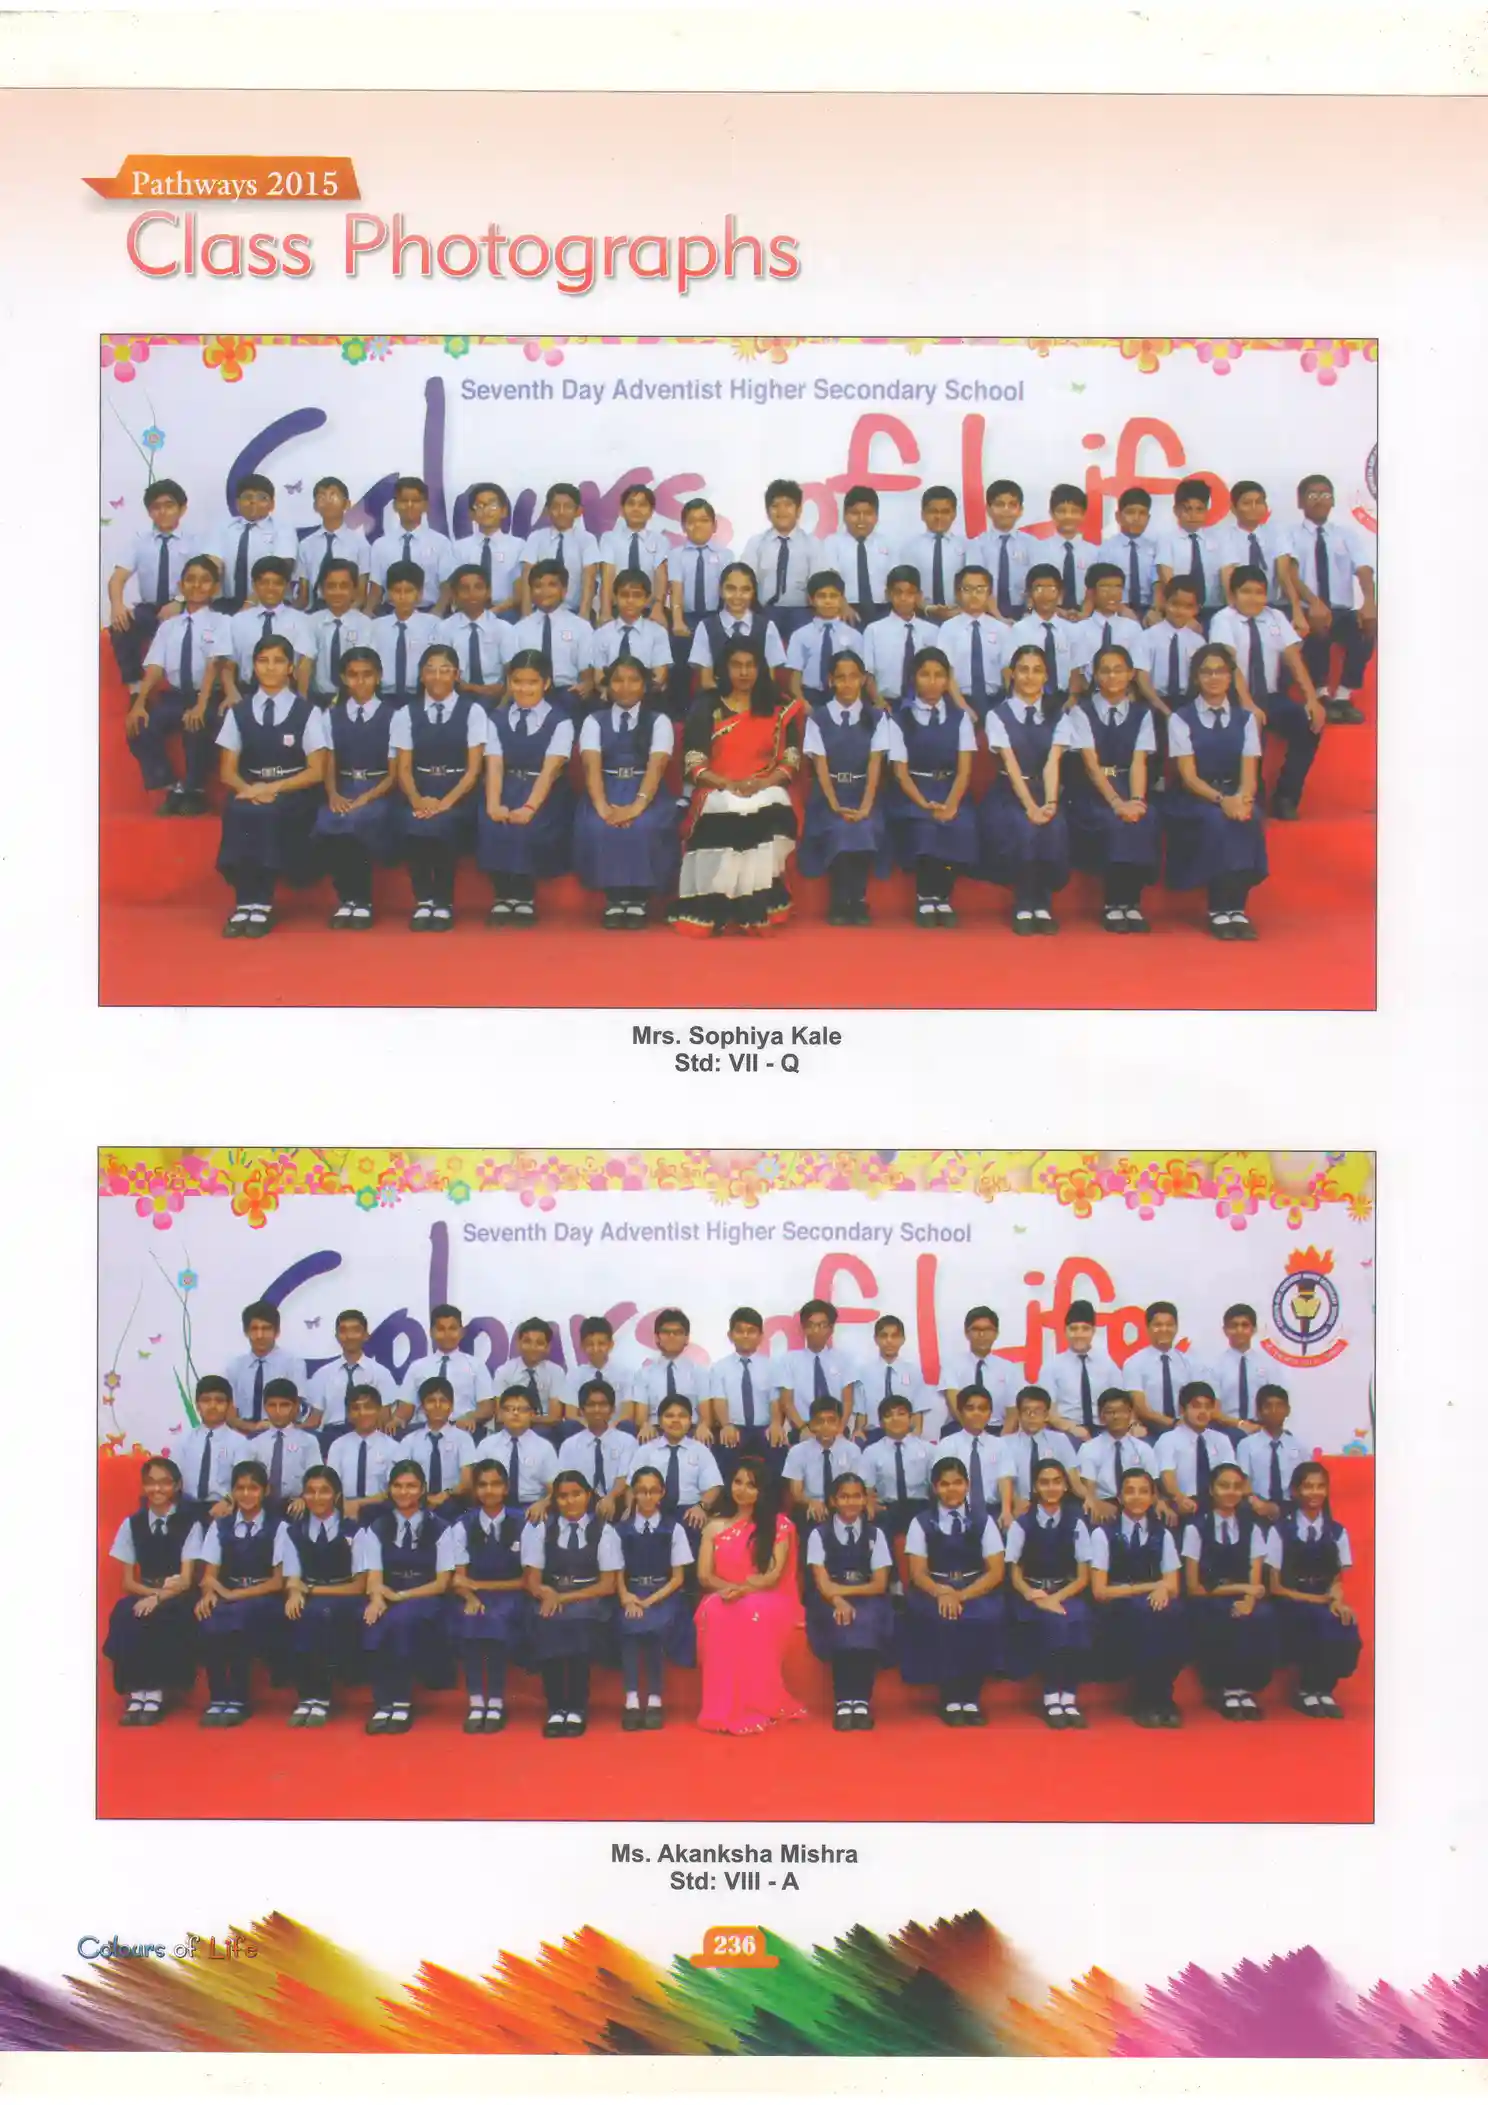 Pathways 2015
Class Photographs
Seventh Day Adventist Higher Secondary School
Colours of Life
Mrs. Sophiya Kale
Std: VII - Q
Seventh Day Adventist Higher Secondary School
Colours of Life
Ms. Akanksha Mishra
Std: VIII - A
Colours of Life
236